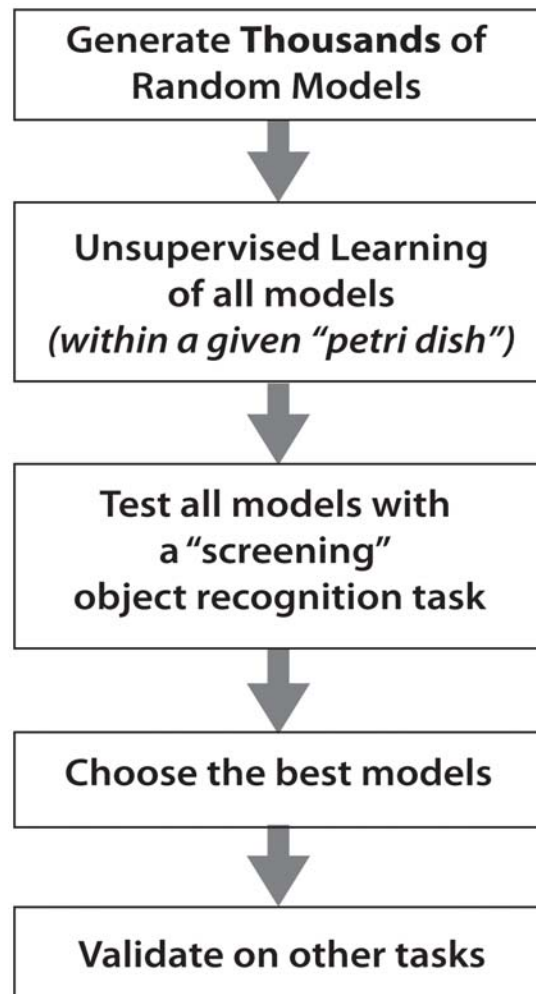 Generate Thousands of
Random Models
Unsupervised Learning
of all models
(within a given “petri dish”)
Test all models with
a “screening”
object recognition task
Choose the best models
Validate on other tasks